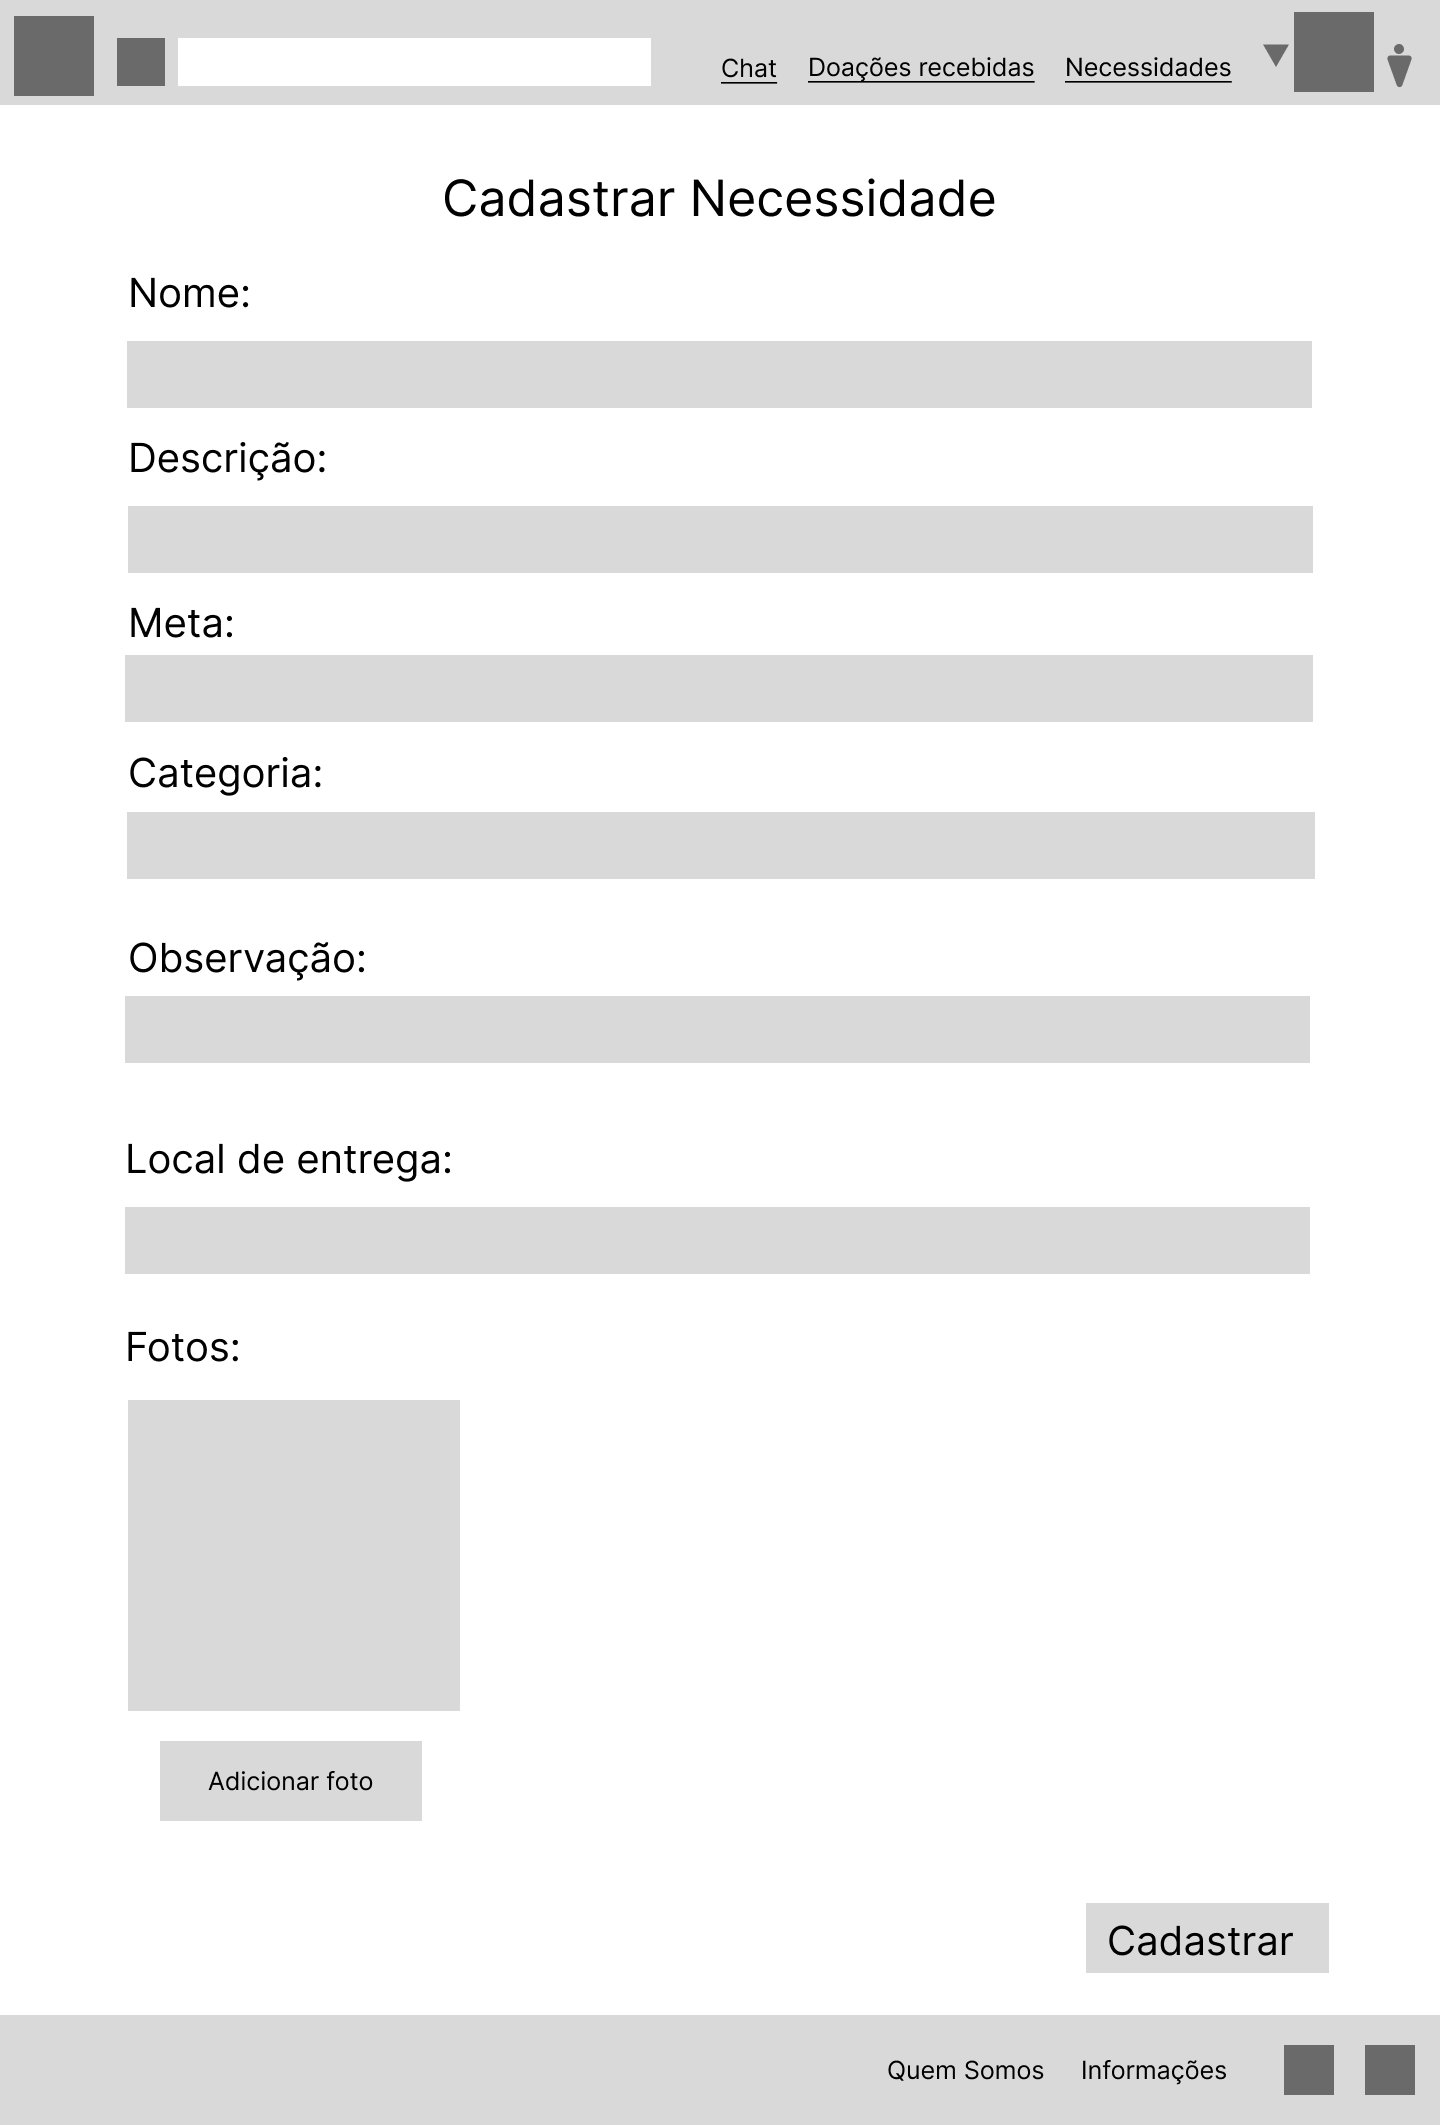 Chat
Doações recebidas
Necessidades
Cadastrar Necessidade
Nome:
Descrição:
Meta:
Categoria:
Observação:
Local de entrega:
Fotos:
Adicionar foto
Cadastrar
Quem Somos
Informações